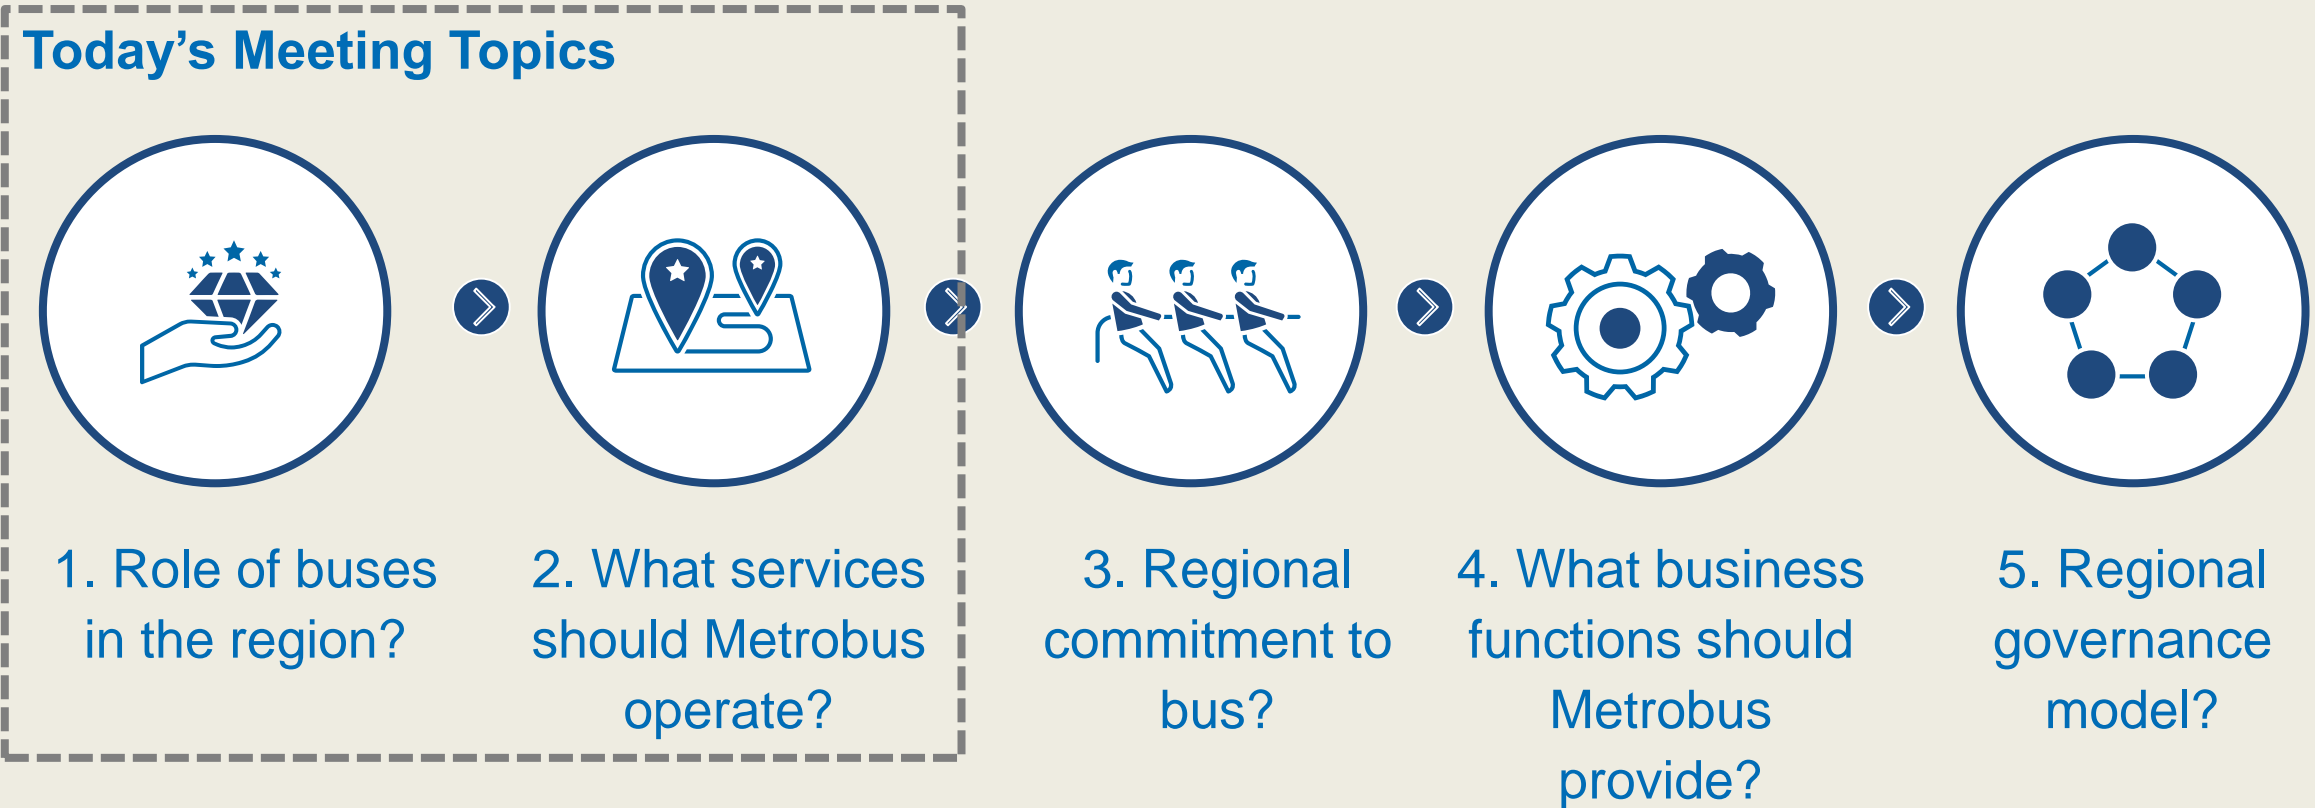 Today’s Meeting Topics
1. Role of buses
in the region?
2. What services
should Metrobus
operate?
3. Regional
commitment to
bus?
4. What business
functions should
Metrobus
provide?
5. Regional
governance
model?